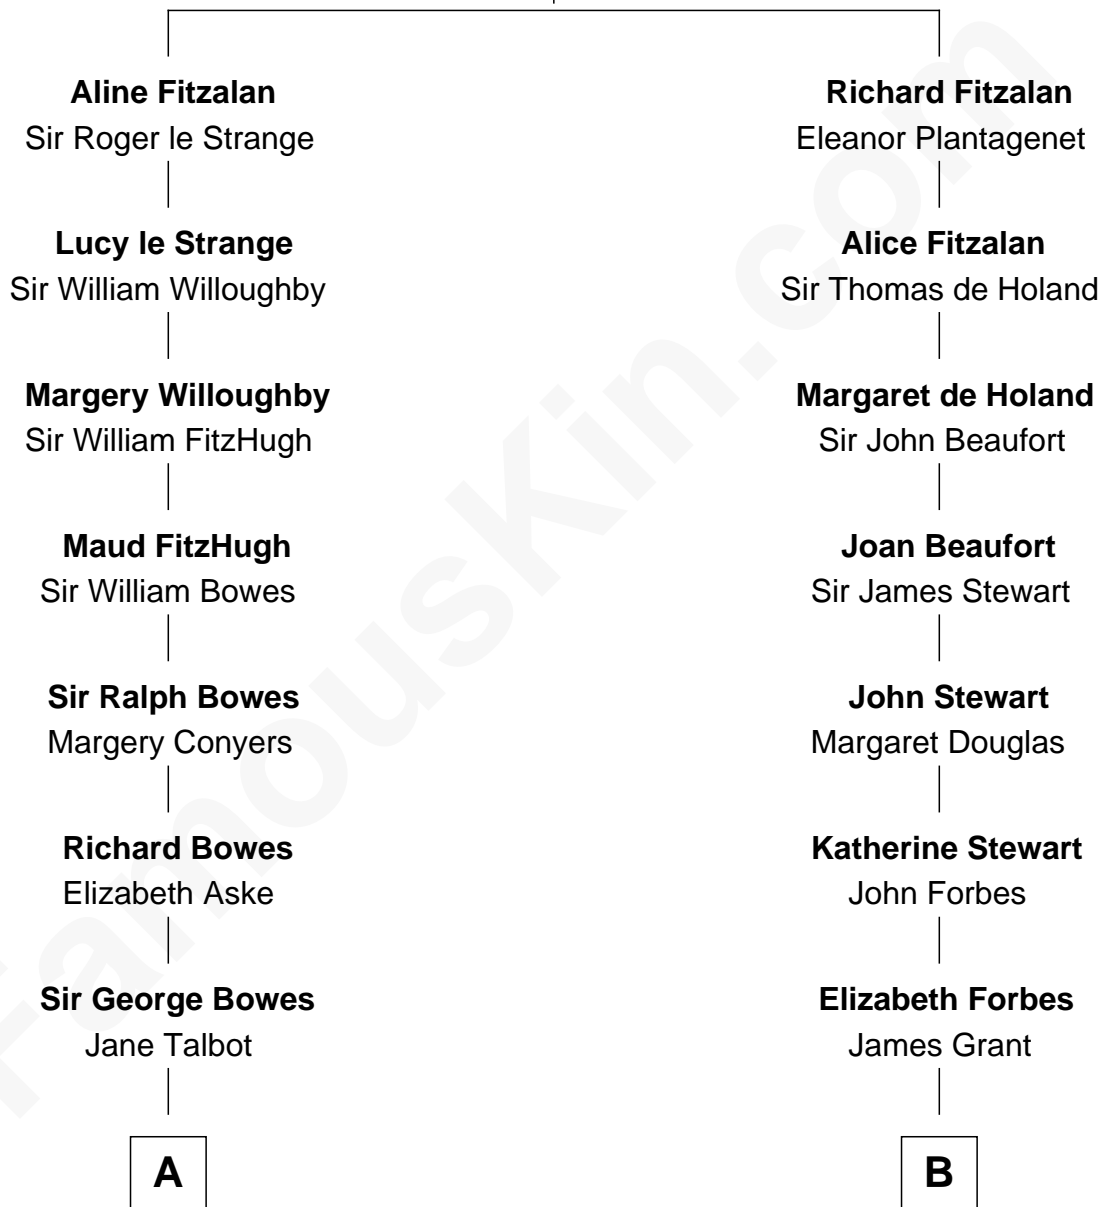 Aline Fitzalan
Sir Roger le Strange
Lucy le Strange
Sir William Willoughby
Margery Willoughby
Sir William FitzHugh
Maud FitzHugh
Sir William Bowes
Sir Ralph Bowes
Margery Conyers
Richard Bowes
Elizabeth Aske
Sir George Bowes
Jane Talbot
A
Richard Fitzalan
Eleanor Plantagenet
Alice Fitzalan
Sir Thomas de Holand
Margaret de Holand
Sir John Beaufort
Joan Beaufort
Sir James Stewart
John Stewart
Margaret Douglas
Katherine Stewart
John Forbes
Elizabeth Forbes
James Grant
B
FamousKin.com